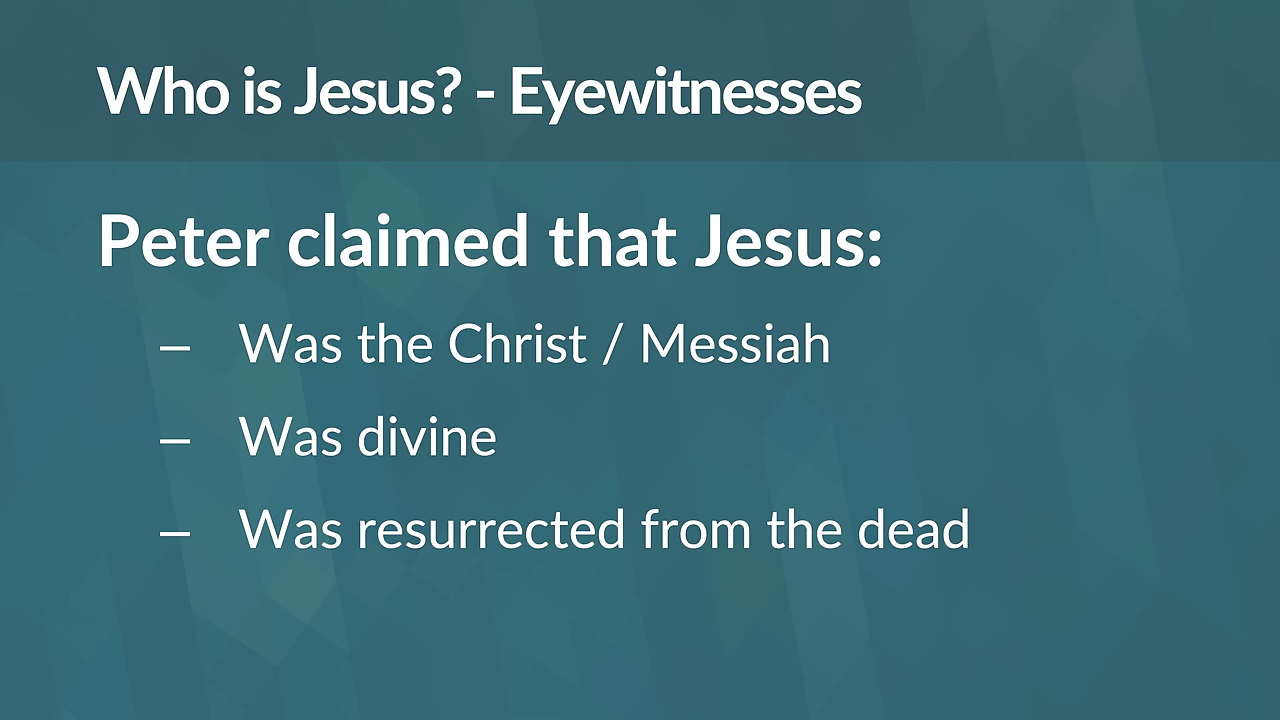 Who is Jesus? - Eyewitnesses
Peter claimed that Jesus:
– Was the Christ / Messiah
– Was divine
– Was resurrected from the dead